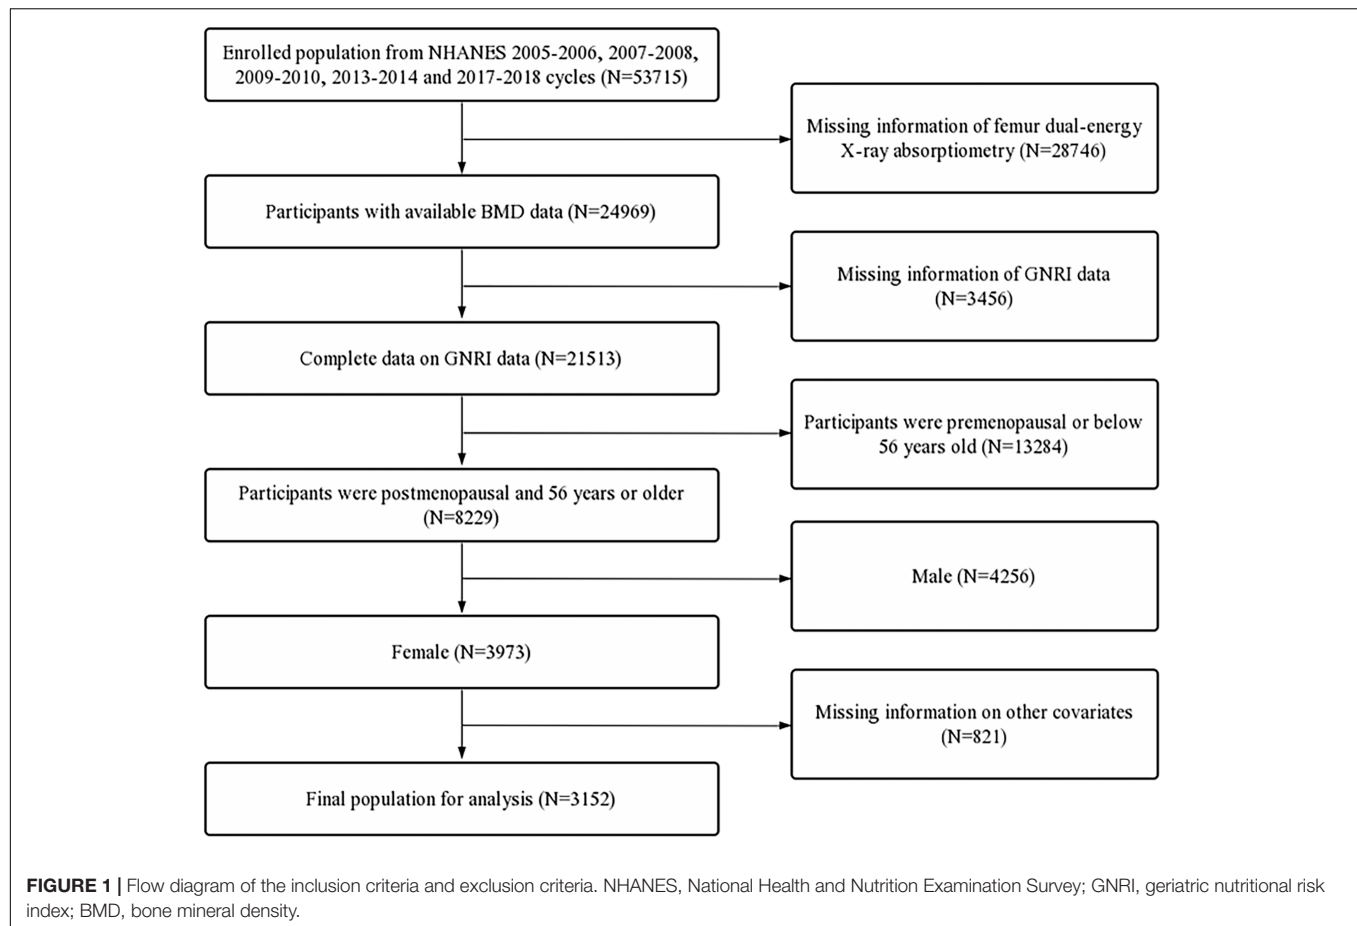 Enrolled population from NHANES 2005-2006, 2007-2008,
2009-2010, 2013-2014 and 2017-2018 cycles (N=53715)
Missing information of femur dual-energy
X-ray absorptiometry (N=28746)
Participants with available BMD data (N=24969)
Missing information of GNRI data
(N=3456)
Complete data on GNRI data (N=21513)
Participants were premenopausal or below
56 years old (N=13284)
Participants were postmenopausal and 56 years or older
(N=8229)
Male (N=4256)
Female (N=3973)
Missing information on other covariates
(N=821)
Final population for analysis (N=3152)
FIGURE 1 | Flow diagram of the inclusion criteria and exclusion criteria. NHANES, National Health and Nutrition Examination Survey; GNRI, geriatric nutritional risk
index; BMD, bone mineral density.